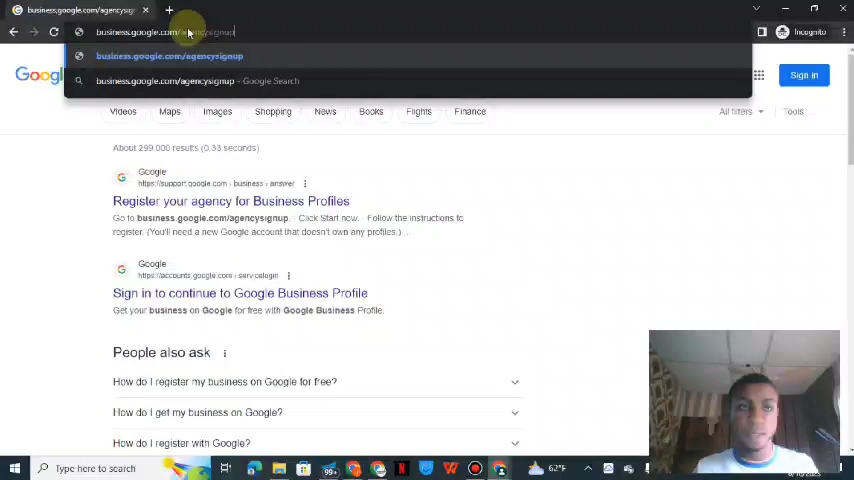 business.google.com/agencysign
business.google.com/agencysignup
Incognito
business.google.com/agencysignup
business.google.com/agencysignup - Google Search
Googl
Sign in
Videos
Maps
Images
Shopping
News
Books
Flights
Finance
All filters
Tools
About 299,000 results (0.33 seconds)
Google
https://support.google.com › business › answer
Register your agency for Business Profiles
Go to business.google.com/agencysignup. · Click Start now. · Follow the instructions to
register. (You'll need a new Google account that doesn't own any profiles.) ...
Google
https://accounts.google.com › servicelogin
Sign in to continue to Google Business Profile
Get your business on Google for free with Google Business Profile.
People also ask
How do I register my business on Google for free?
How do I get my business on Google?
How do I register with Google?
Type here to search
99+
62°F